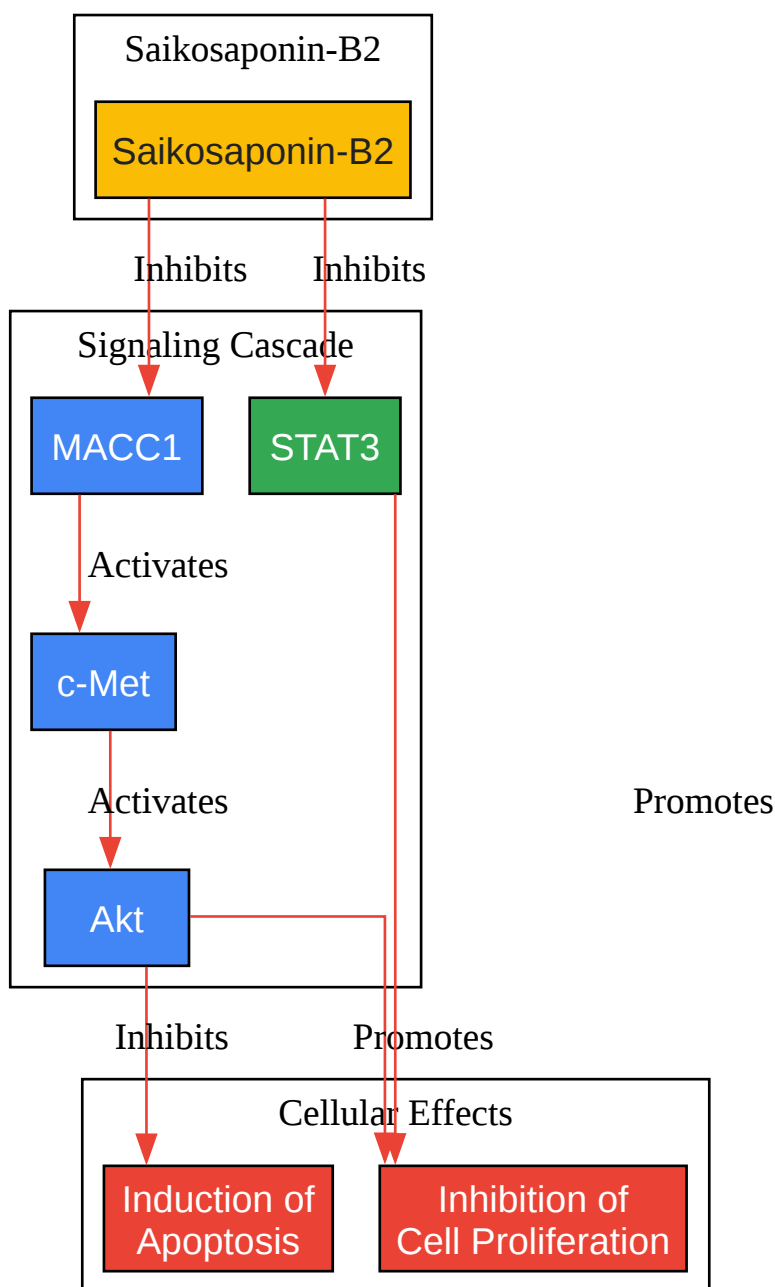 Saikosaponin-B2
Saikosaponin-B2
Inhibits
Inhibits
Signaling Cascade
MACC1
STAT3
Activates
c-Met
Activates
Promotes
Akt
Inhibits
Promotes
Cellular Effects
Induction of
Apoptosis
Inhibition of
Cell Proliferation